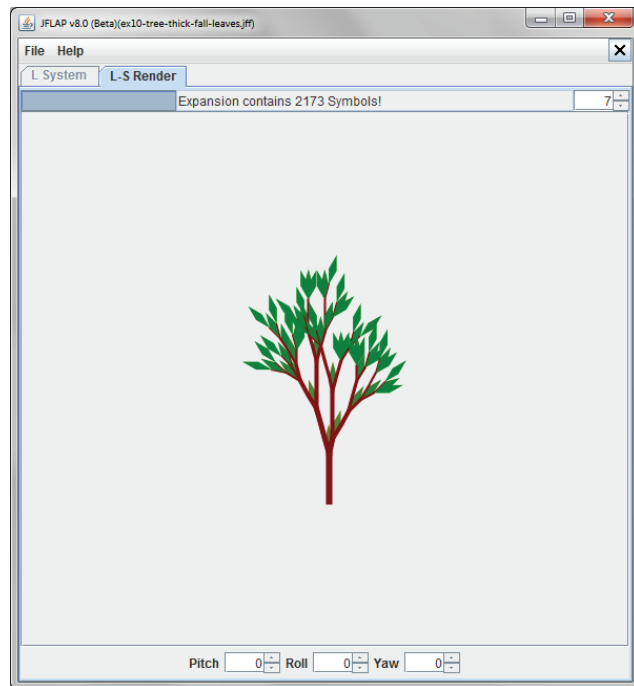 JFLAP v8.0 (Beta)(ex10-tree-thick-fall-leaves.jff)
File Help
L System L-S Render
Expansion contains 2173 Symbols! 7
Pitch 0 Roll 0 Yaw 0